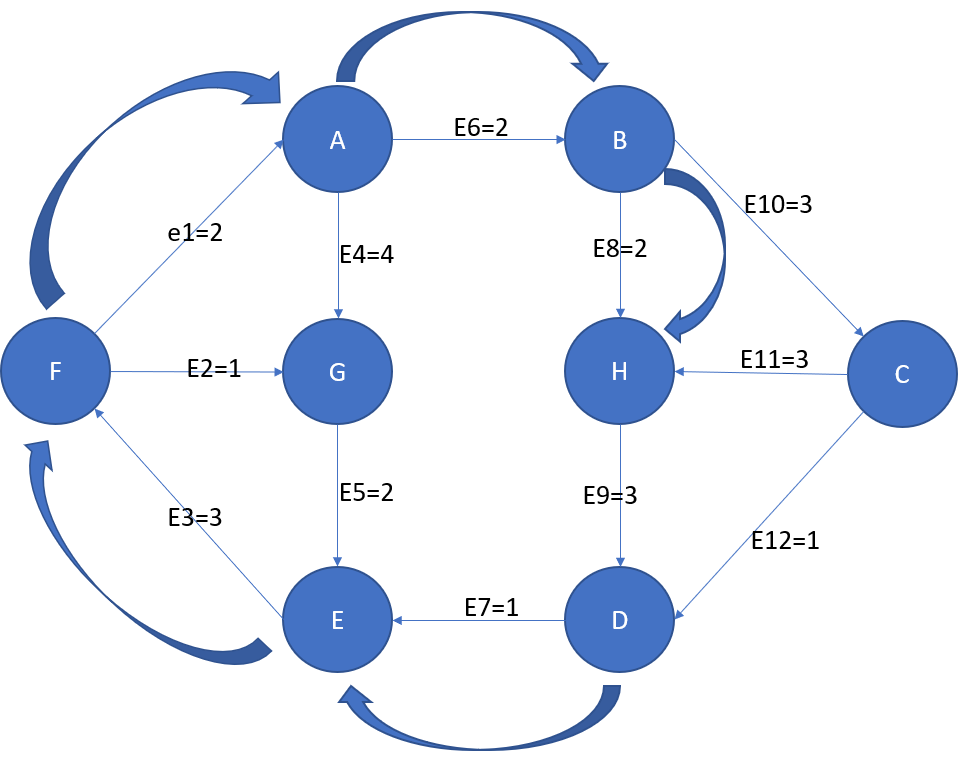 E6=2
A
B
E10=3
e1=2
E4=4
E8=2
E11=3
E2=1
F
G
H
C
E5=2
E9=3
E3=3
E12=1
E7=1
E
D